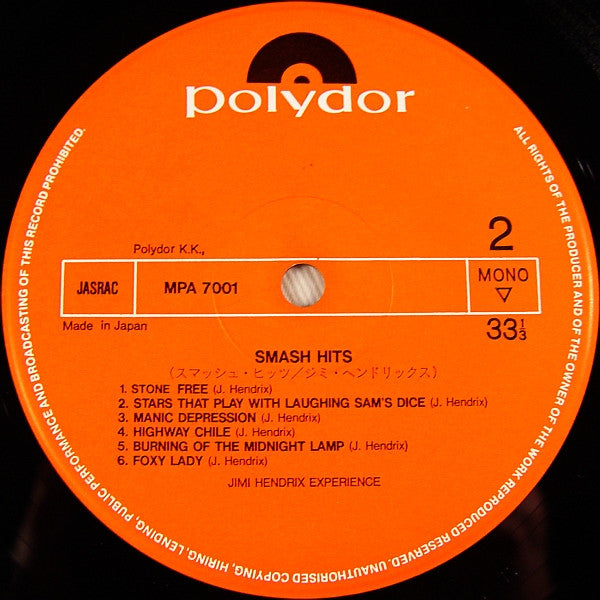 polydor
ALL RIGHTS OF THE PRODUCER AND OF THE OWNER OF THE WORK REPRODUCED RESERVED. UNAUTHORISED COPYING, HIRING, LENDING, PUBLIC PERFORMANCE AND BROADCASTING OF THIS RECORD PROHIBITED.
2
Polydor K.K.,
JASRAC
MPA 7001
MONO
▽
Made in Japan
33⅓
SMASH HITS
(スマッシュ・ヒッツ/ジミ・ヘンドリックス)
1. STONE FREE (J. Hendrix)
2. STARS THAT PLAY WITH LAUGHING SAM'S DICE (J. Hendrix)
3. MANIC DEPRESSION (J. Hendrix)
4. HIGHWAY CHILE (J. Hendrix)
5. BURNING OF THE MIDNIGHT LAMP (J. Hendrix)
6. FOXY LADY (J. Hendrix)
JIMI HENDRIX EXPERIENCE